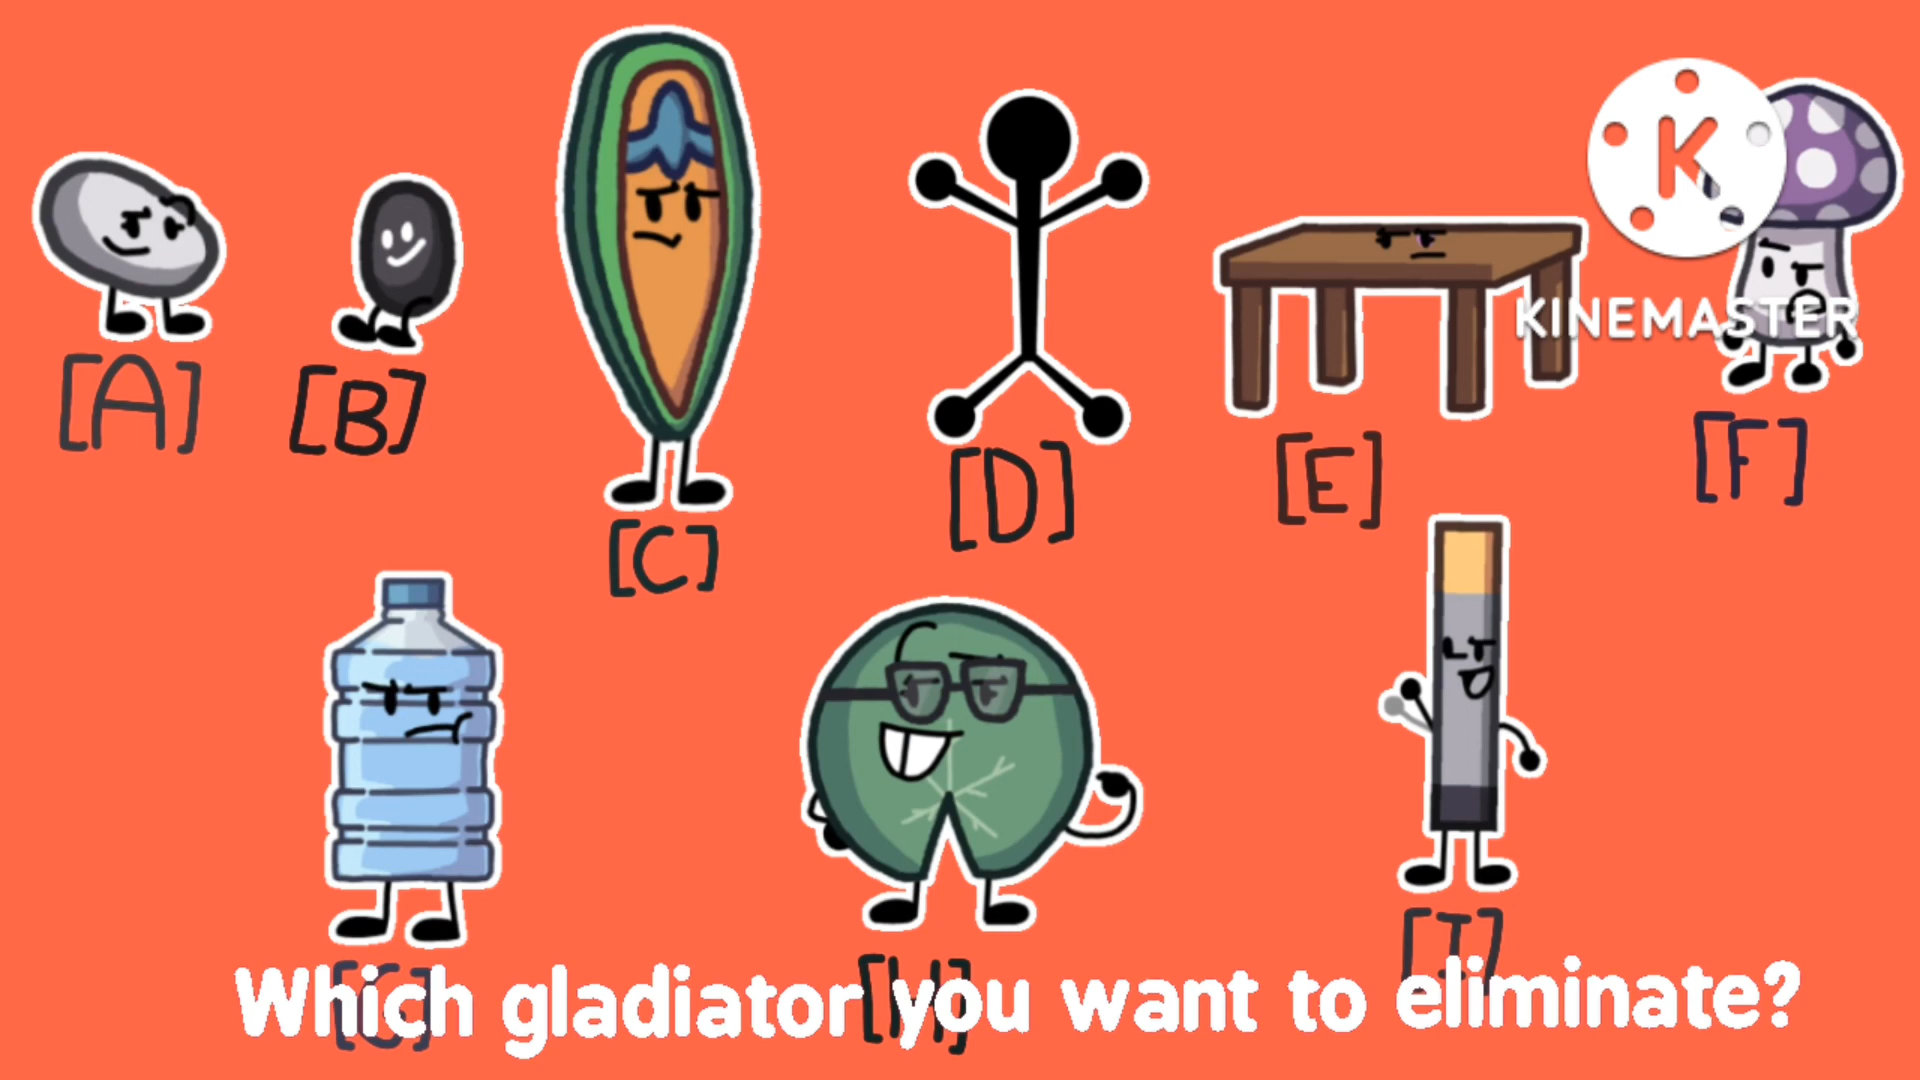 K
KINEMASTER
[A]
[B]
[C]
[D]
[E]
[F]
[G]
[H]
[I]
Which gladiator you want to eliminate?